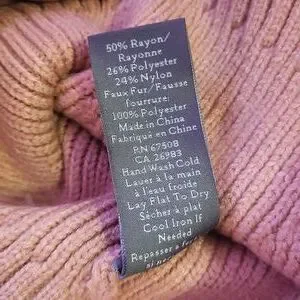 50% Rayon/
Rayonne
26% Polyester
24% Nylon
Faux Fur/Fausse
fourrure:
100% Polyester
Made in China
Fabriqué en Chine
P.N 67508
CA 26983
Hand Wash Cold
Laver à la main
à l'eau froide
Lay Flat To Dry
Sécher à plat
Cool Iron If
Needed
Repasser à
si